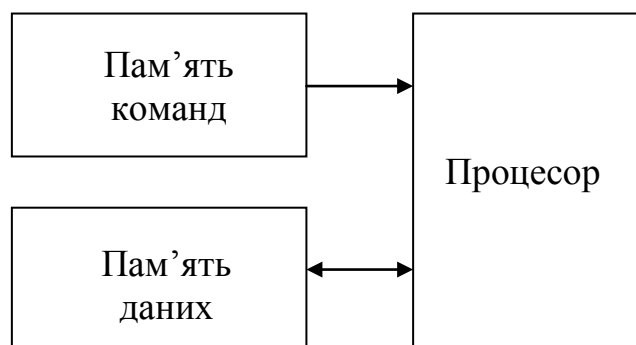 Пам’ять
команд
Процесор
Пам’ять
даних